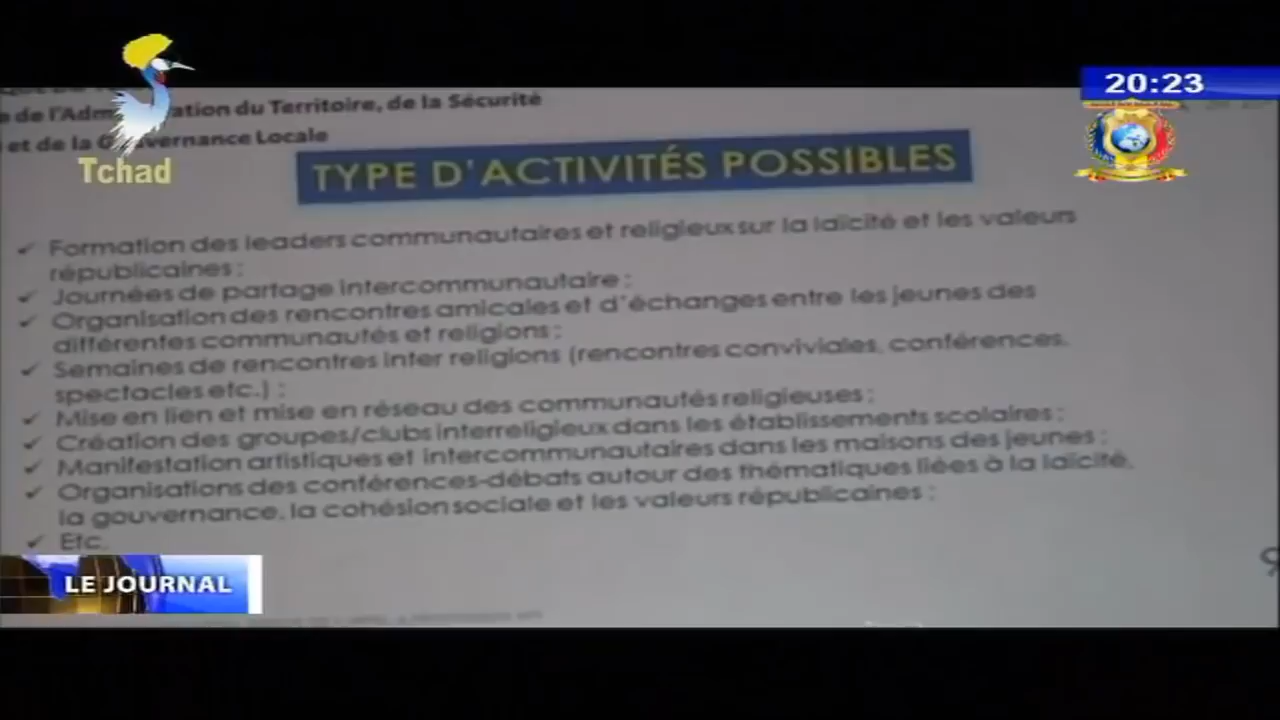 Tchad
20:23
de l'Adm ation du Territoire, de la Sécurité
et de la G vernance Locale
TYPE D'ACTIVITÉS POSSIBLES
✓ Formation des leaders communautaires et religieux sur la laïcité et les valeurs
républicaines ;
✓ Journées de partage intercommunautaire ;
✓ Organisation des rencontres amicales et d'échanges entre les jeunes des
différentes communautés et religions ;
✓ Semaines de rencontres inter religions (rencontres conviviales, conférences,
spectacles etc.) ;
✓ Mise en lien et mise en réseau des communautés religieuses ;
✓ Création des groupes/clubs interreligieux dans les établissements scolaires ;
✓ Manifestation artistiques et intercommunautaires dans les maisons des jeunes ;
✓ Organisations des conférences-débats autour des thématiques liées à la laïcité,
la gouvernance, la cohésion sociale et les valeurs républicaines ;
✓ Etc.
9
LE JOURNAL